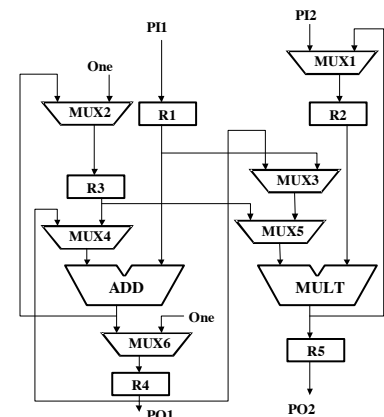 PI2
PI1
MUX1
One
MUX2
R1
R2
MUX3
R3
MUX4
MUX5
ADD
MULT
One
MUX6
R5
R4
PO1
PO2